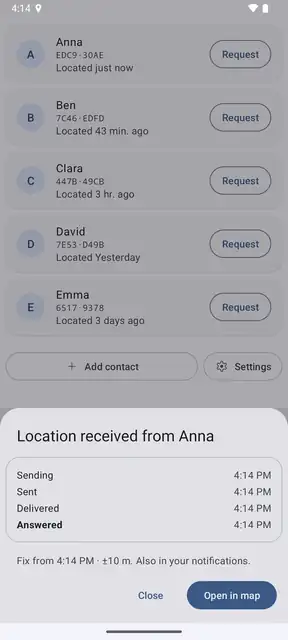 4:14
A
Anna
EDC9·30AE
Located just now
Request
B
Ben
7C46·EDFD
Located 43 min. ago
Request
C
Clara
447B·49CB
Located 3 hr. ago
Request
D
David
7E53·D49B
Located Yesterday
Request
E
Emma
6517·9378
Located 3 days ago
Request
+ Add contact
Settings
Location received from Anna
Sending 4:14 PM
Sent 4:14 PM
Delivered 4:14 PM
Answered 4:14 PM
Fix from 4:14 PM · ±10 m. Also in your notifications.
Close
Open in map